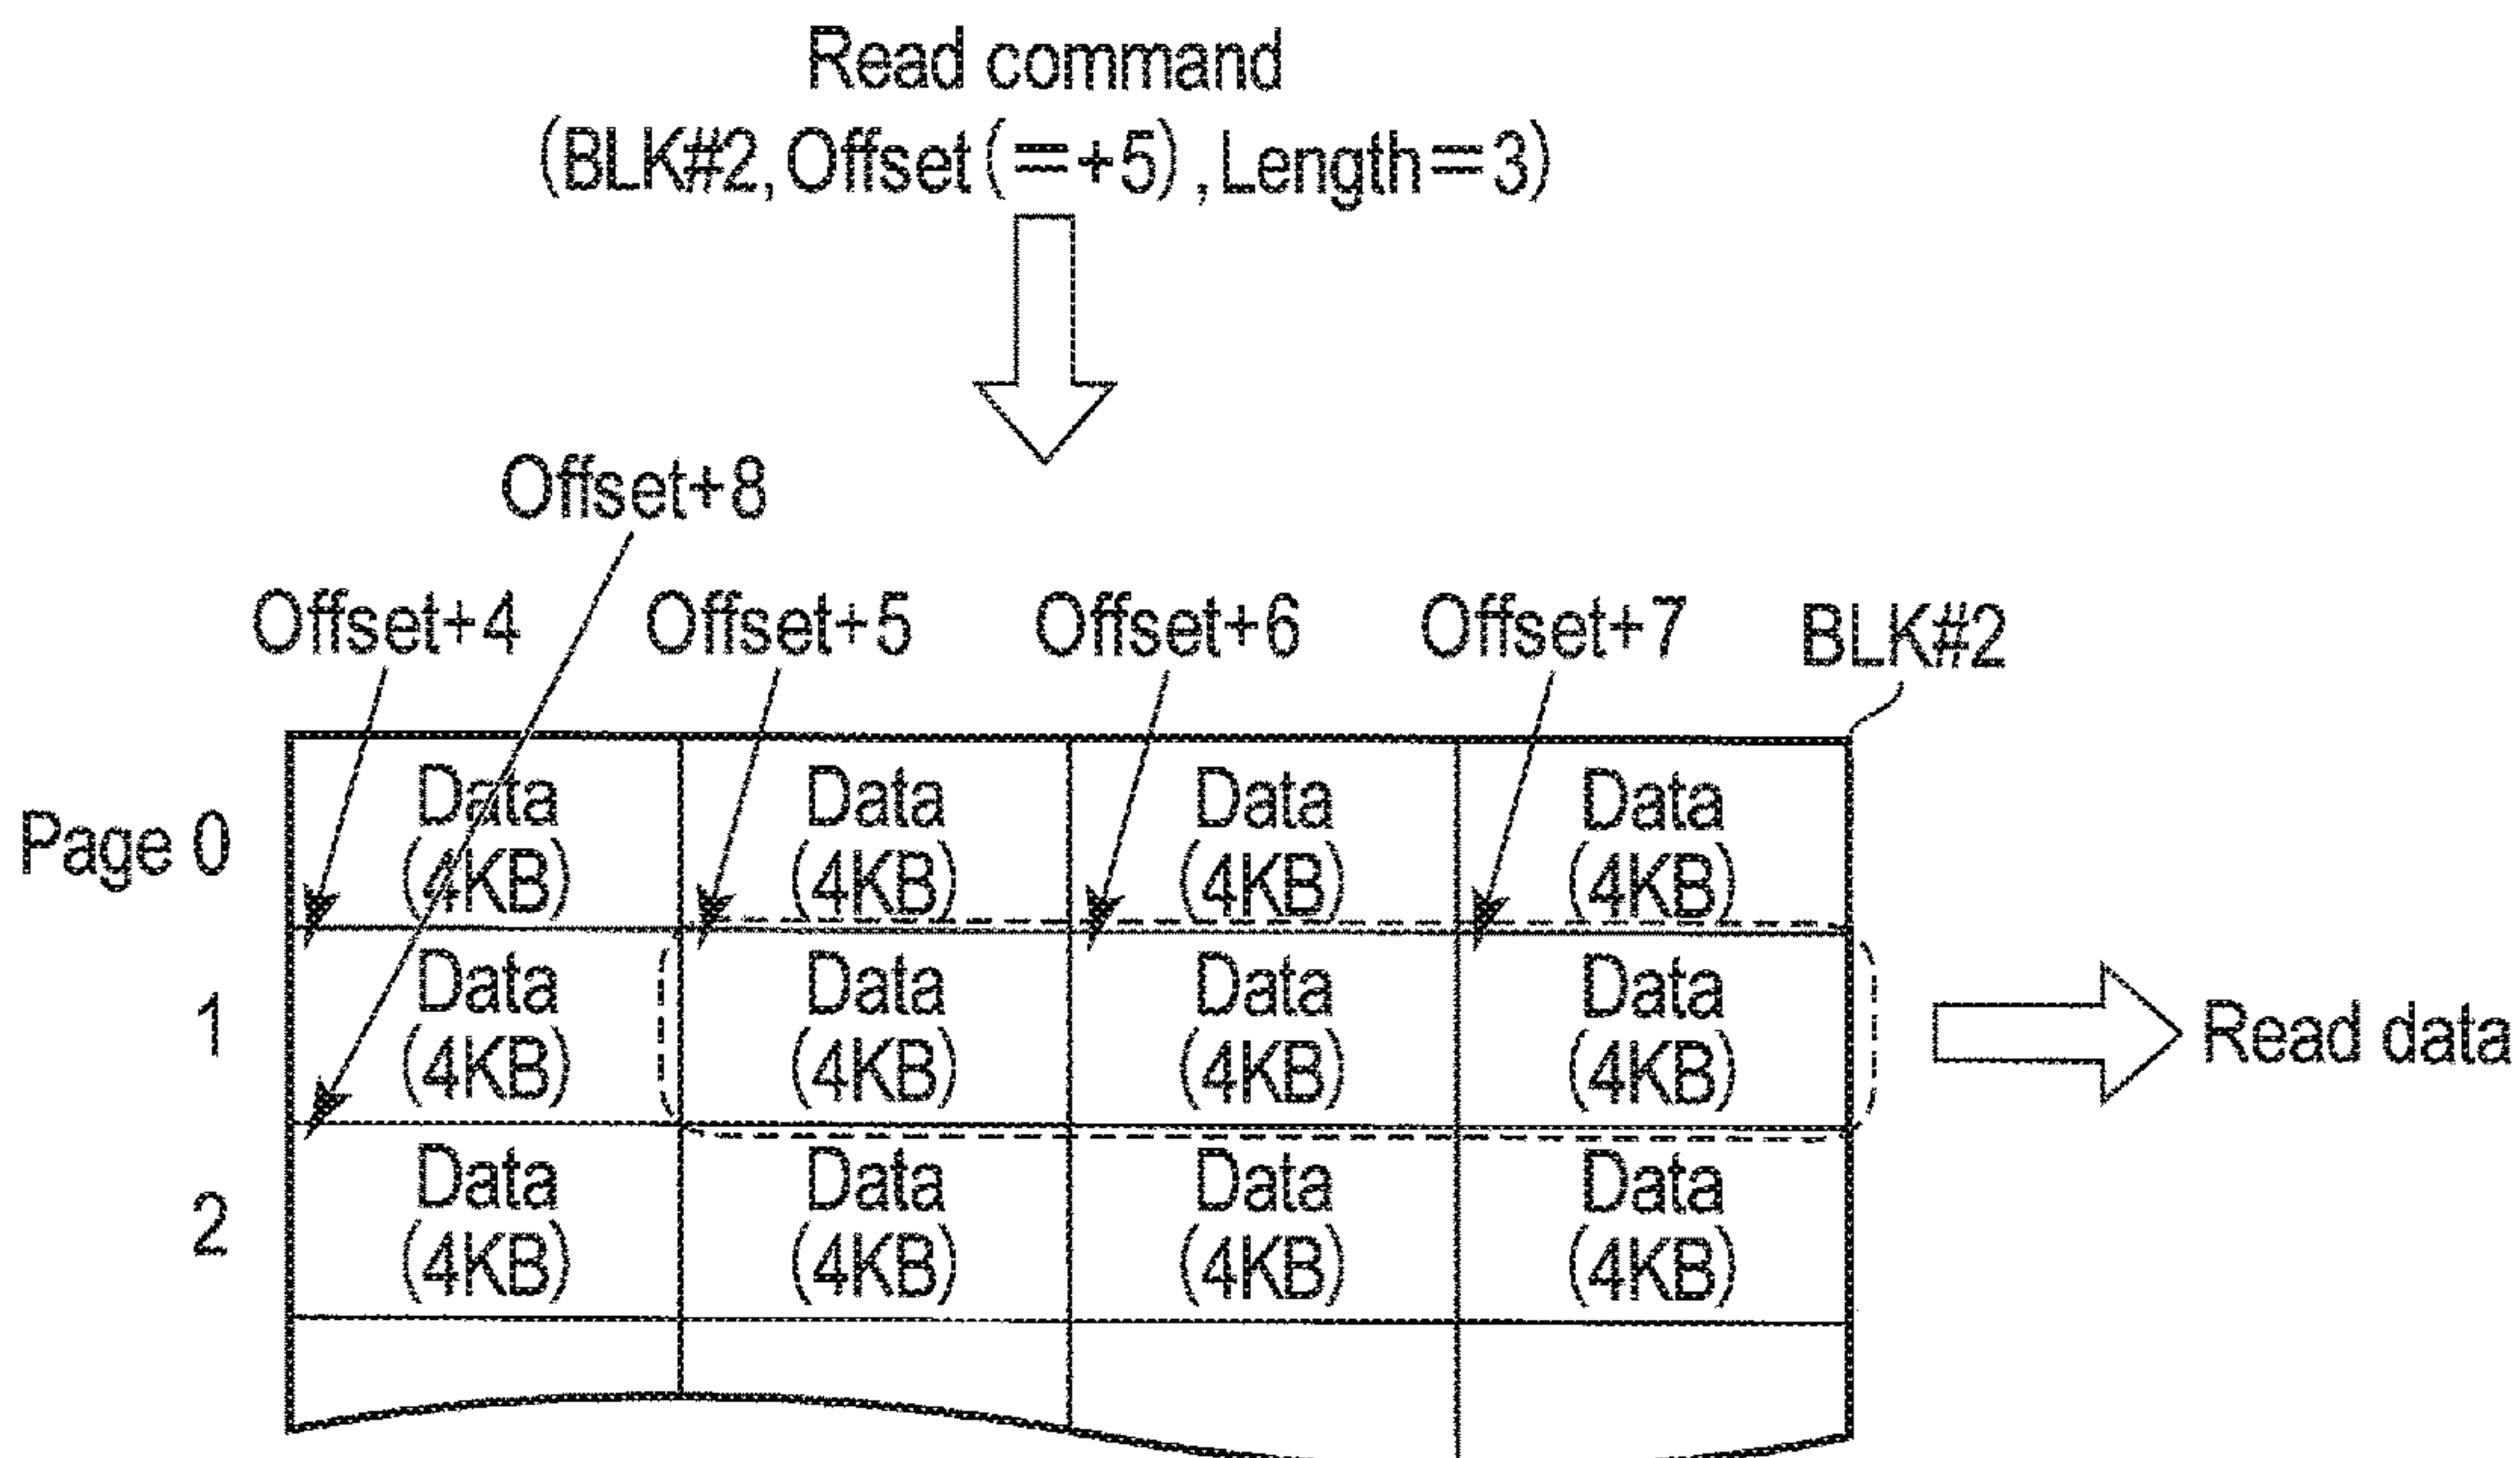 Read command
(BLK#2, Offset (=+5), Length=3)
Offset+8
Offset+4 Offset+5 Offset+6 Offset+7 BLK#2
Page 0
Data Data Data Data
(4KB) (4KB) (4KB) (4KB)
1
Data Data Data Data
(4KB) (4KB) (4KB) (4KB)
Read data
2
Data Data Data Data
(4KB) (4KB) (4KB) (4KB)